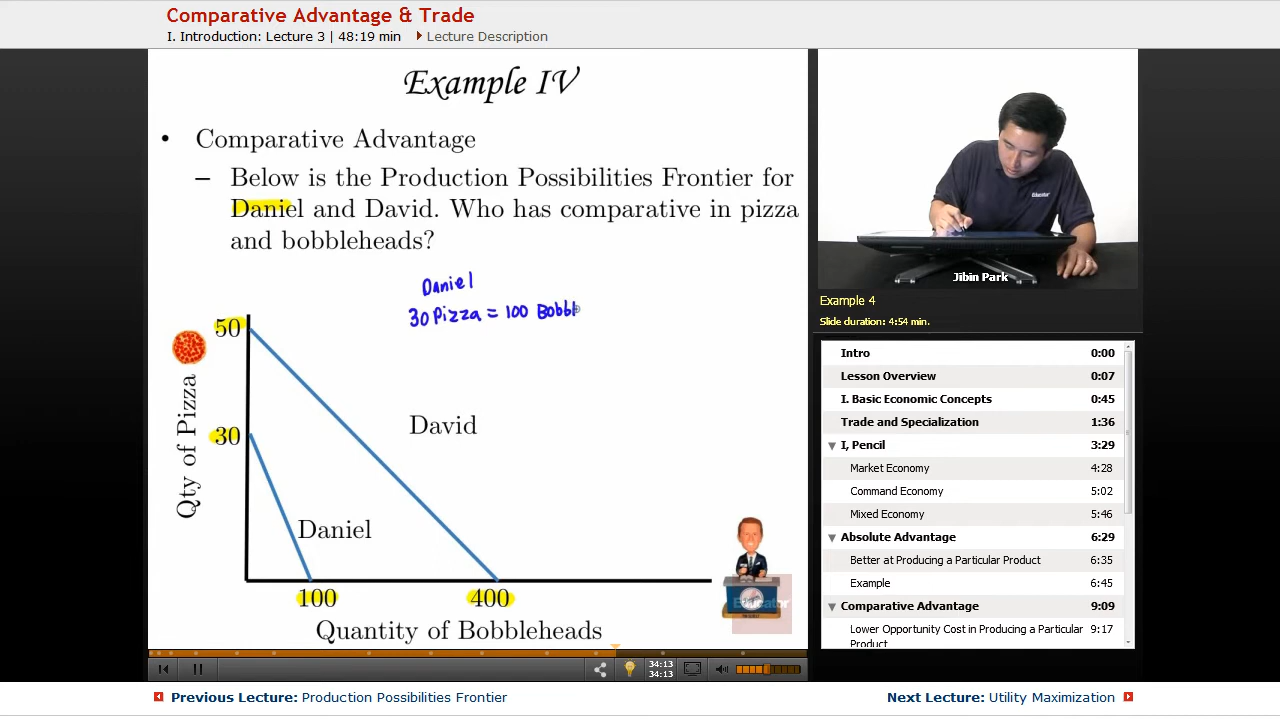 Comparative Advantage & Trade
I. Introduction: Lecture 3 | 48:19 min
Lecture Description
Example IV
• Comparative Advantage
– Below is the Production Possibilities Frontier for
Daniel and David. Who has comparative in pizza
and bobbleheads?
Daniel
30 Pizza = 100 Bobbl
50
30
Qty of Pizza
David
Daniel
100
400
Quantity of Bobbleheads
Educator
Educator
Jibin Park
Example 4
Slide duration: 4:54 min.
Intro 0:00
Lesson Overview 0:07
I. Basic Economic Concepts 0:45
Trade and Specialization 1:36
I, Pencil 3:29
Market Economy 4:28
Command Economy 5:02
Mixed Economy 5:46
Absolute Advantage 6:29
Better at Producing a Particular Product 6:35
Example 6:45
Comparative Advantage 9:09
Lower Opportunity Cost in Producing a Particular 9:17
Product
34:13
34:13
Previous Lecture: Production Possibilities Frontier
Next Lecture: Utility Maximization